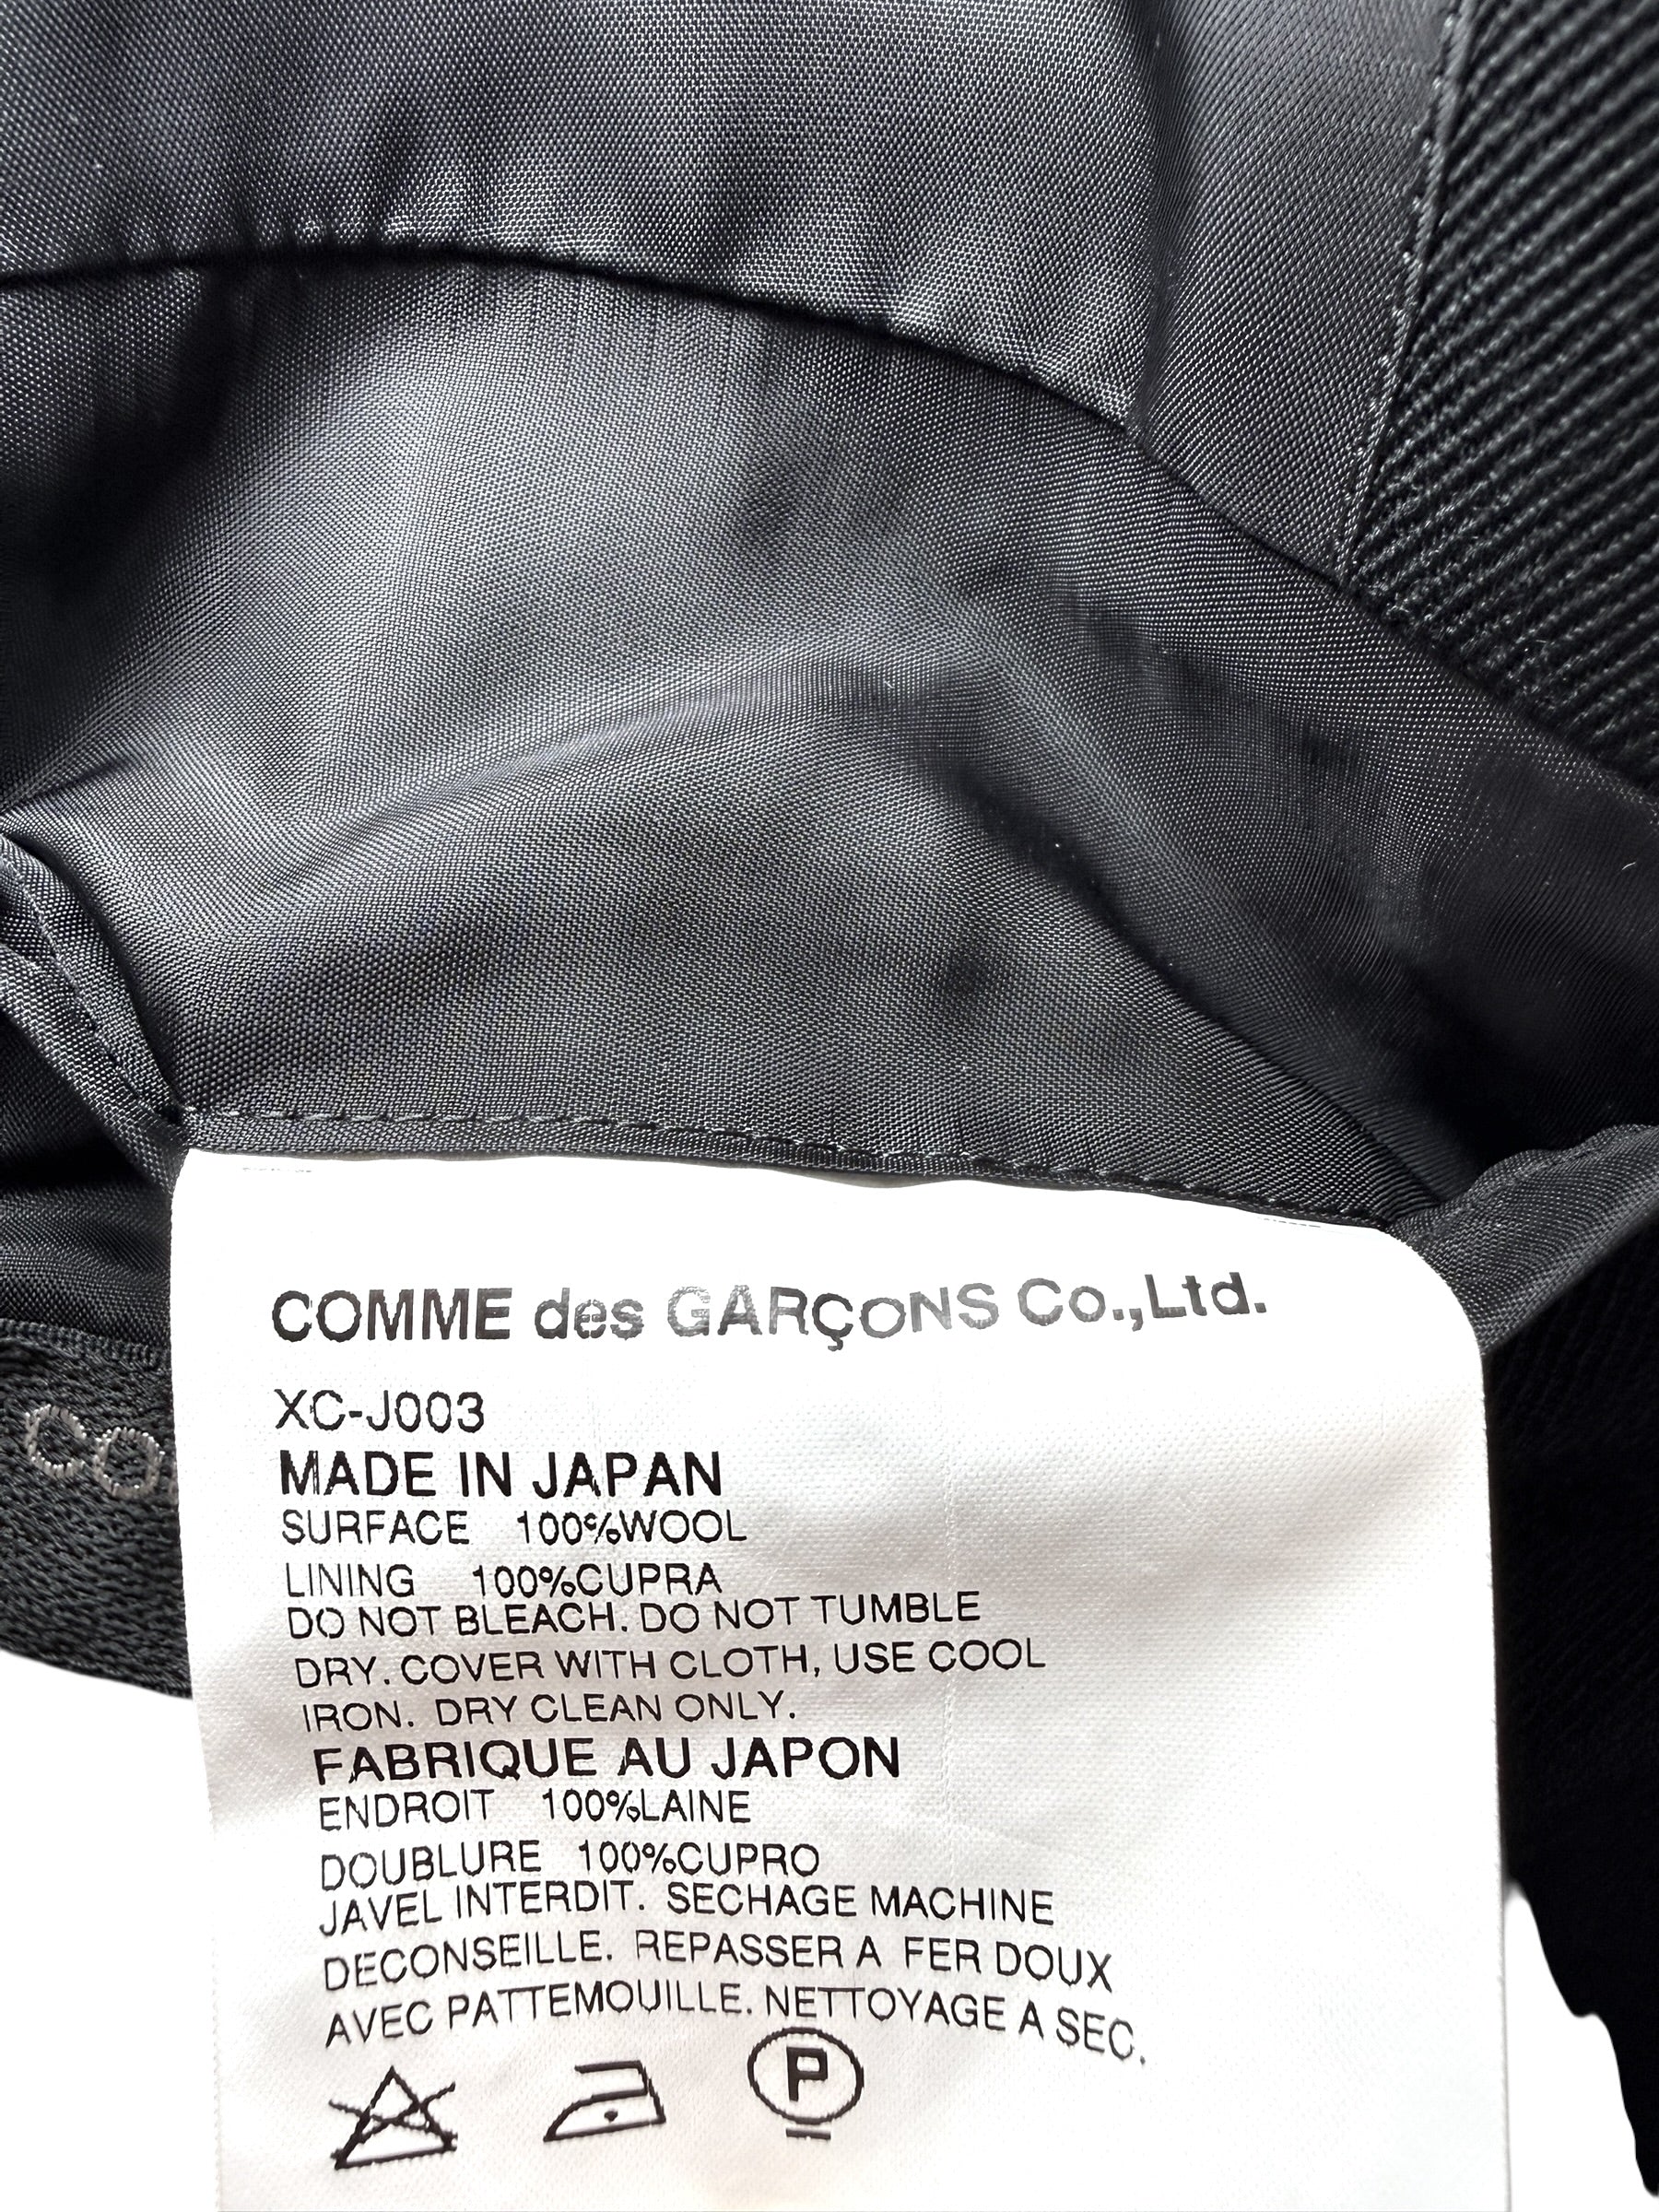 COMME des GARÇONS Co.,Ltd.
XC-J003
MADE IN JAPAN
SURFACE 100%WOOL
LINING 100%CUPRA
DO NOT BLEACH. DO NOT TUMBLE
DRY. COVER WITH CLOTH, USE COOL
IRON. DRY CLEAN ONLY.
FABRIQUE AU JAPON
ENDROIT 100%LAINE
DOUBLURE 100%CUPRO
JAVEL INTERDIT. SECHAGE MACHINE
DECONSEILLE. REPASSER A FER DOUX
AVEC PATTEMOUILLE. NETTOYAGE A SEC.
P
co